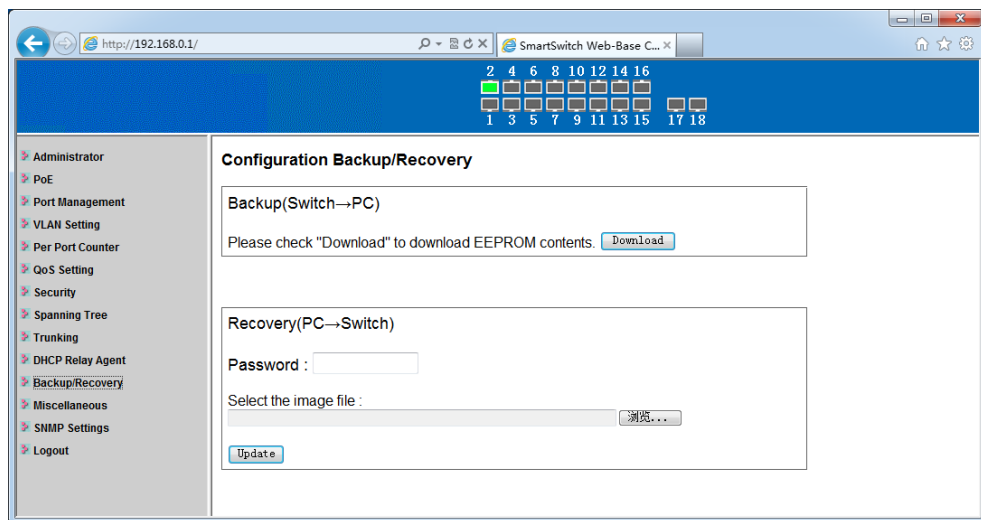 http://192.168.0.1/
SmartSwitch Web-Base C...
2 4 6 8 10 12 14 16
1 3 5 7 9 11 13 15 17 18
Administrator
PoE
Port Management
VLAN Setting
Per Port Counter
QoS Setting
Security
Spanning Tree
Trunking
DHCP Relay Agent
Backup/Recovery
Miscellaneous
SNMP Settings
Logout
Configuration Backup/Recovery
Backup(Switch→PC)
Please check "Download" to download EEPROM contents. Download
Recovery(PC→Switch)
Password :
Select the image file :
浏览...
Update